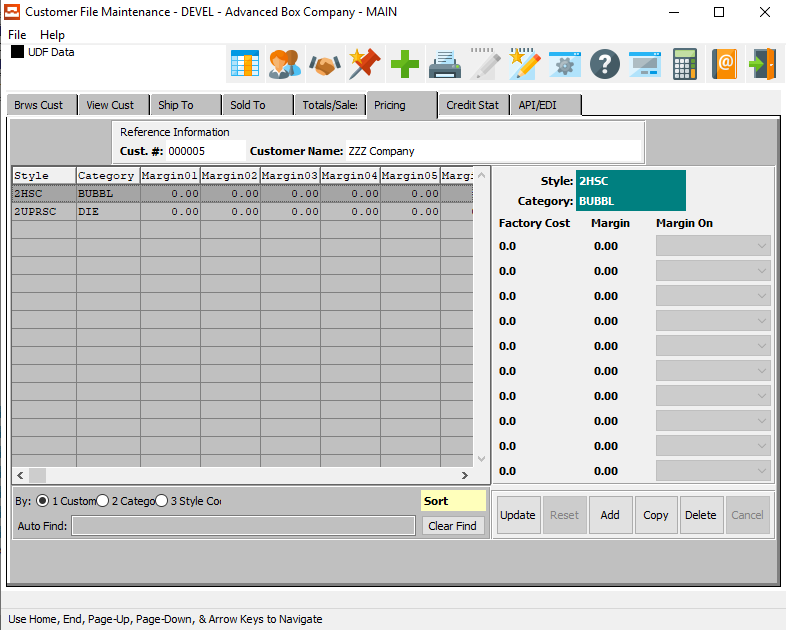 Customer File Maintenance - DEVEL - Advanced Box Company - MAIN
File Help
UDF Data
Brws Cust View Cust Ship To Sold To Totals/Sales Pricing Credit Stat API/EDI
Reference Information
Cust. #: 000005 Customer Name: ZZZ Company
Style Category Margin01 Margin02 Margin03 Margin04 Margin05 Margi
2HSC BUBBL 0.00 0.00 0.00 0.00 0.00
2UPRSC DIE 0.00 0.00 0.00 0.00 0.00
Style: 2HSC
Category: BUBBL
Factory Cost Margin Margin On
0.0 0.00
0.0 0.00
0.0 0.00
0.0 0.00
0.0 0.00
0.0 0.00
0.0 0.00
0.0 0.00
0.0 0.00
0.0 0.00
By: 1 Custom 2 Catego 3 Style Co Sort
Auto Find: Clear Find
Update Reset Add Copy Delete Cancel
Use Home, End, Page-Up, Page-Down, & Arrow Keys to Navigate